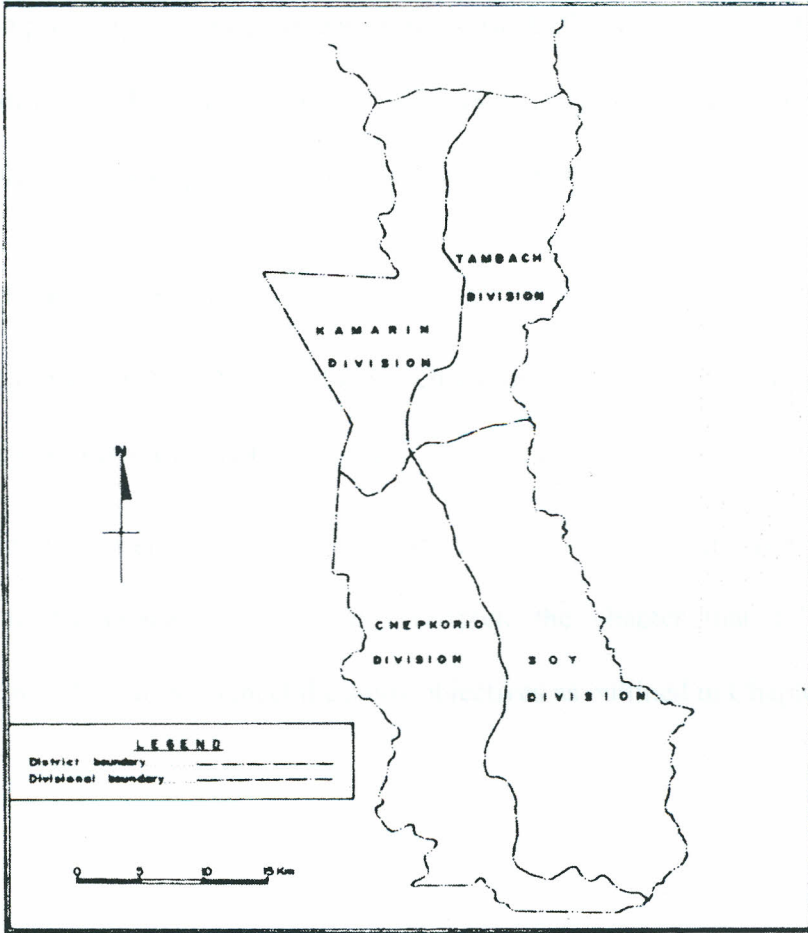 TAMBACH
DIVISION
KAMARIN
DIVISION
N
CHEPKORIO
DIVISION
SOY
DIVISION
LEGEND
District boundary
Divisional boundary
0 5 10 15 Km